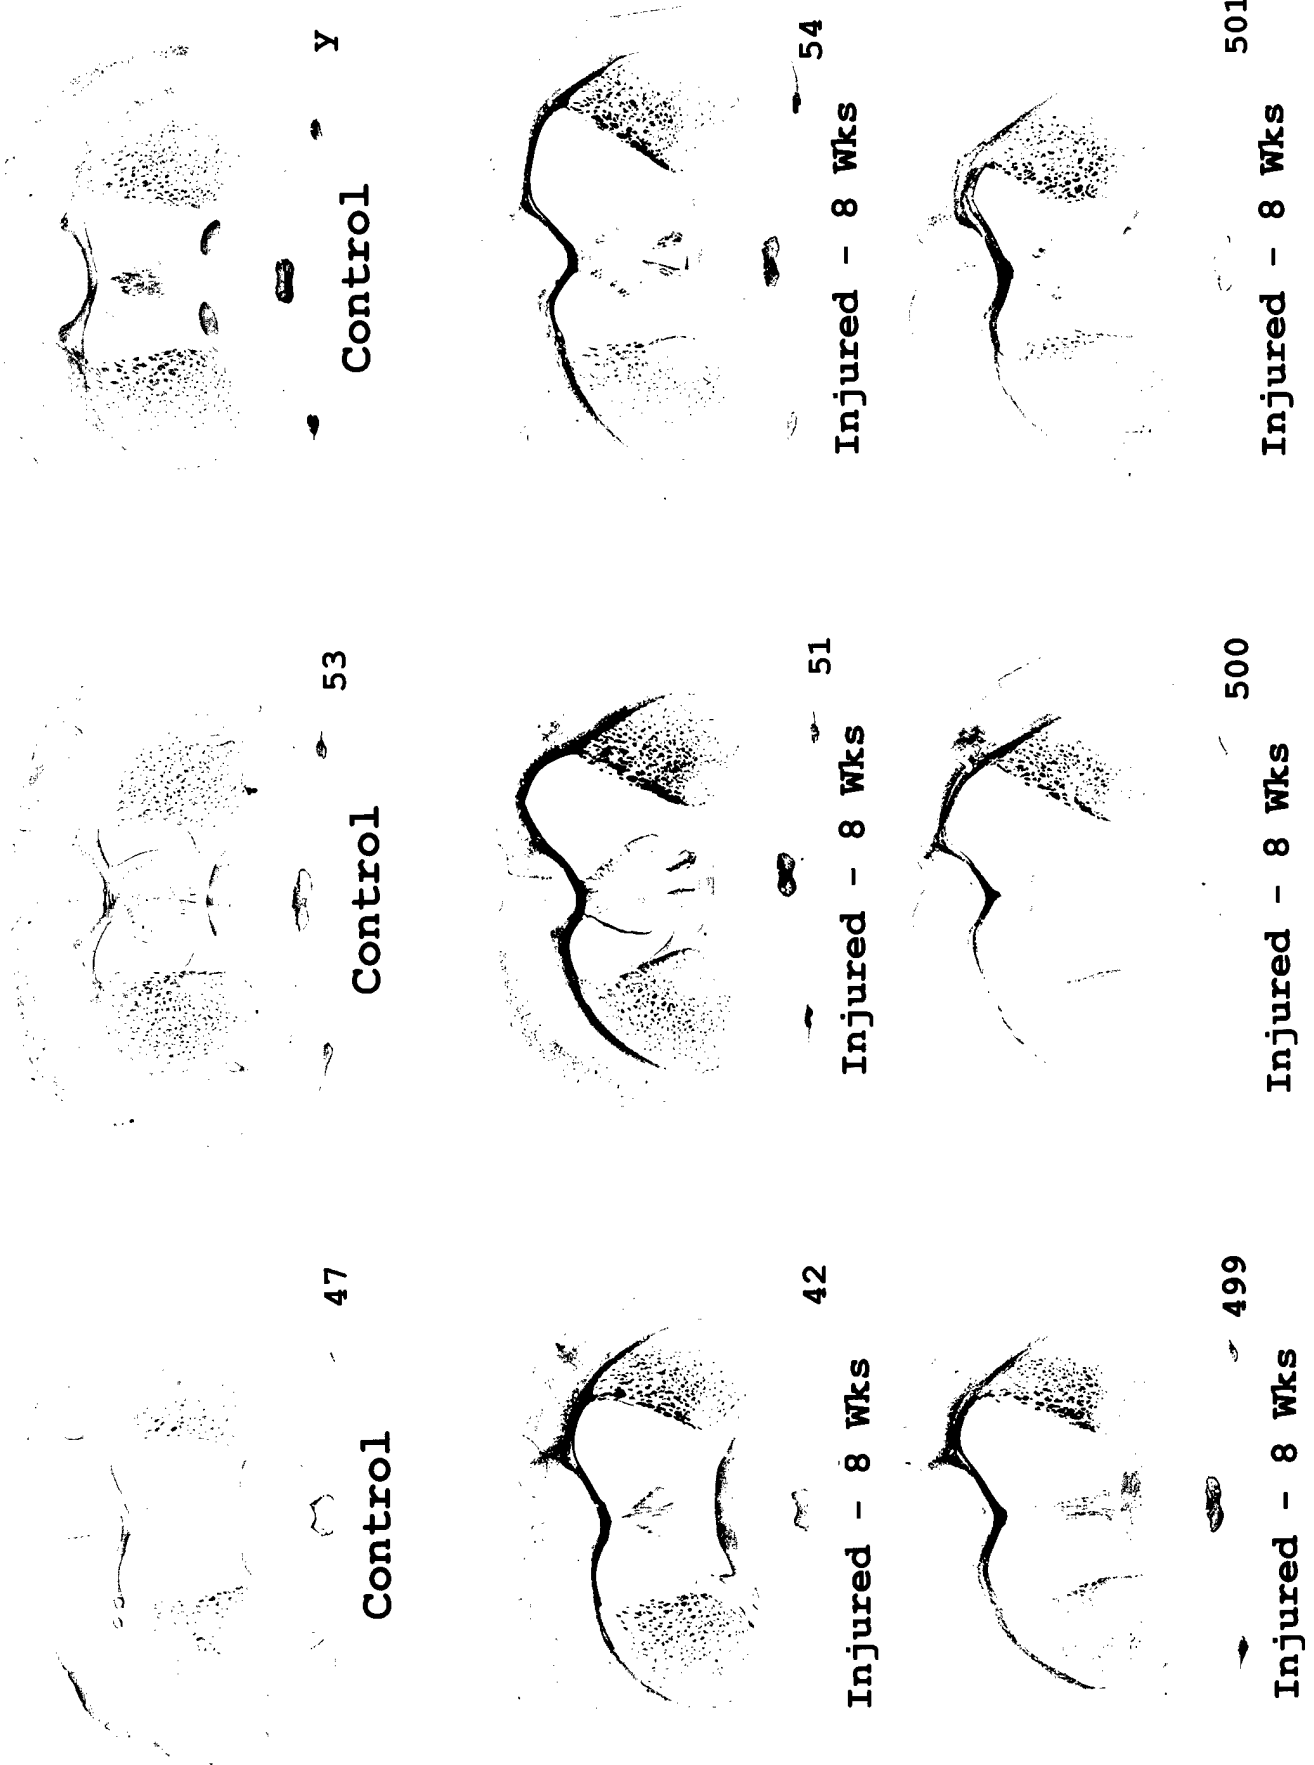 47
Control
53
Control
y
Control
42
Injured - 8 Wks
51
Injured - 8 Wks
54
Injured - 8 Wks
499
Injured - 8 Wks
500
Injured - 8 Wks
501
Injured - 8 Wks